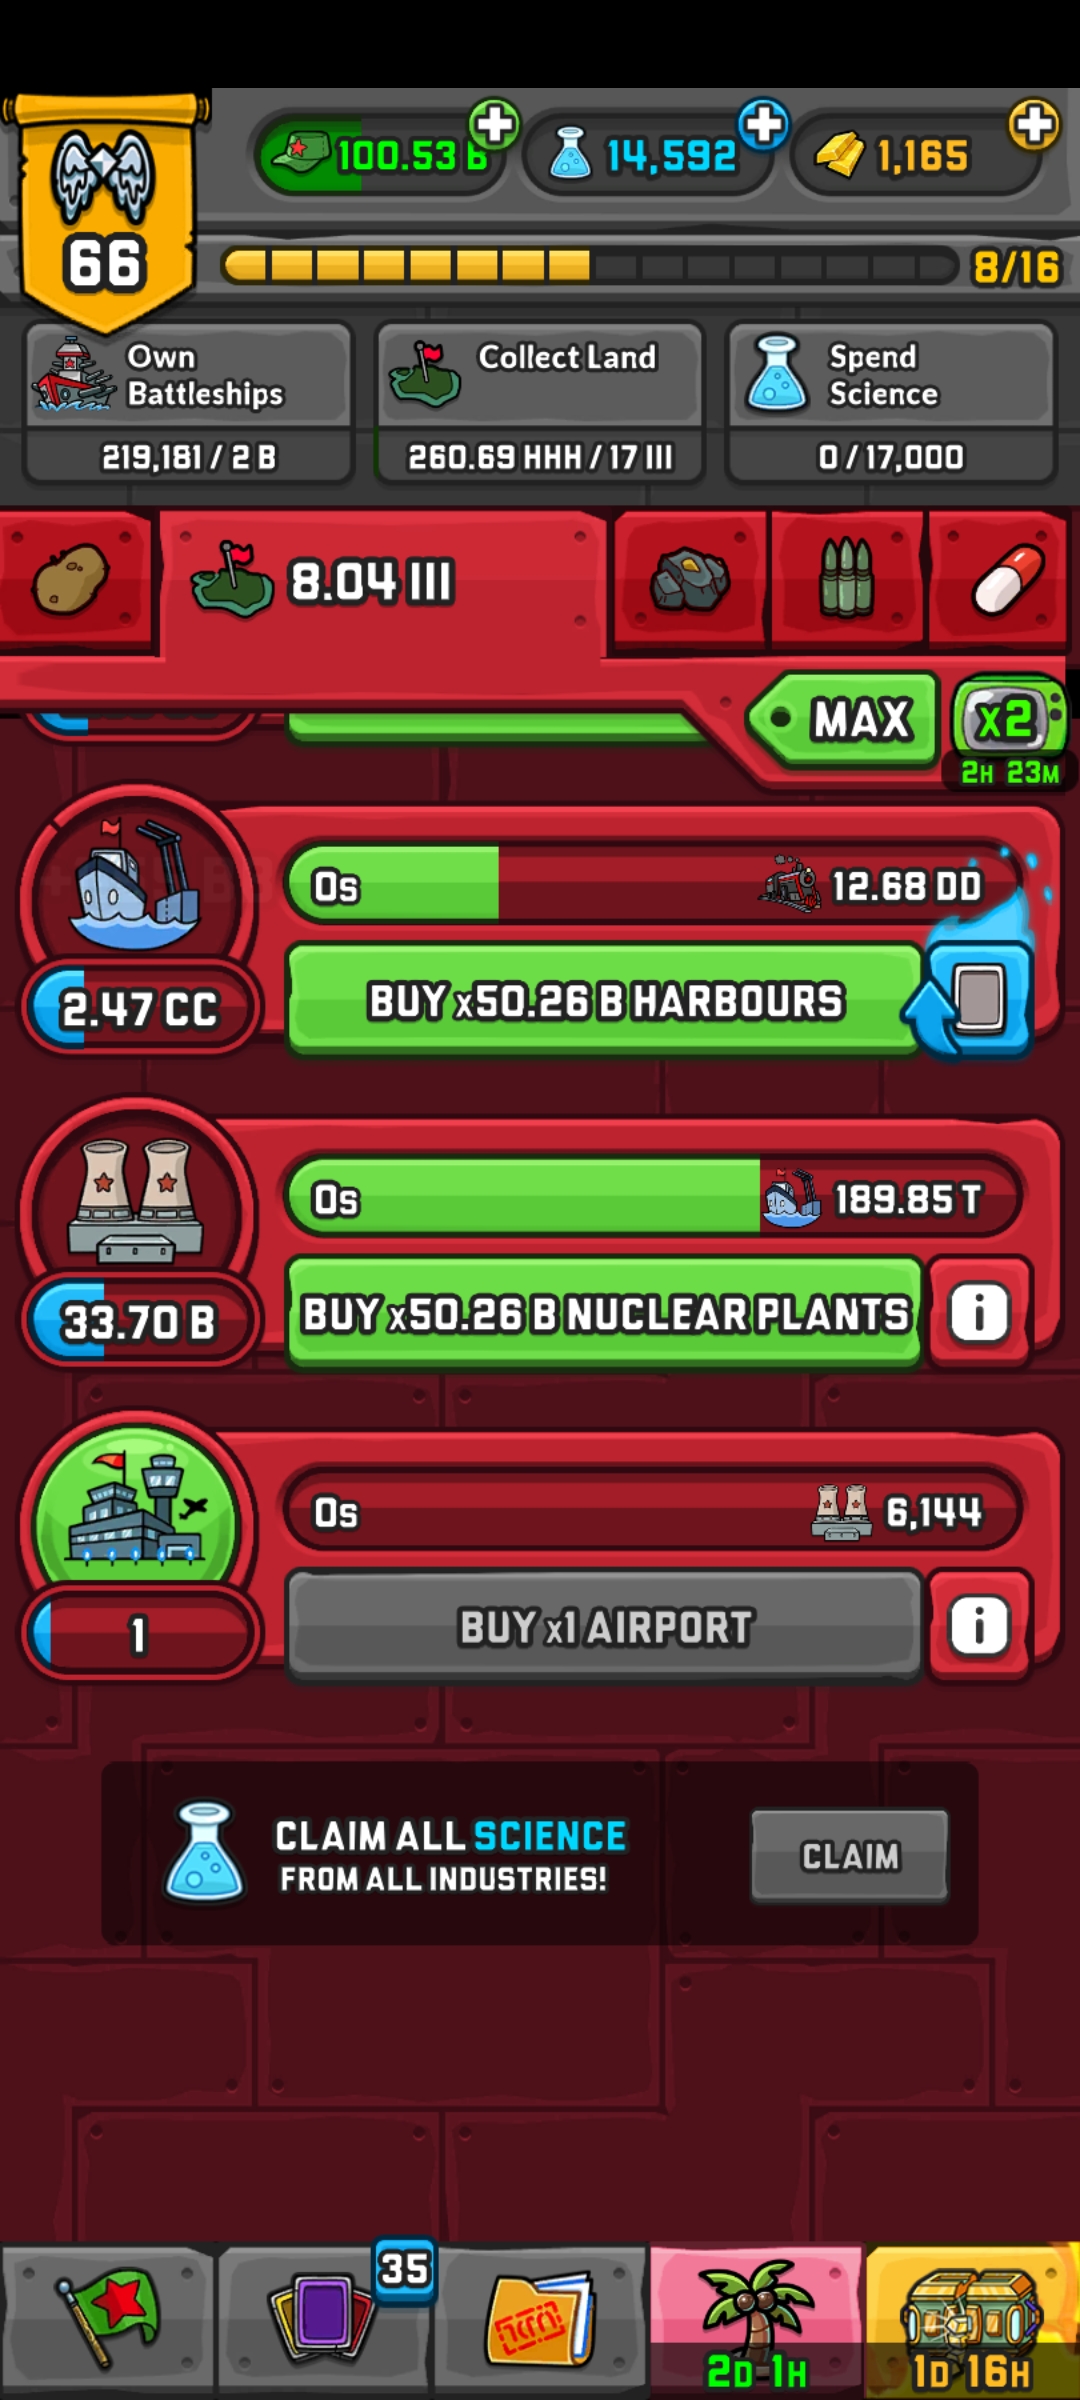 100.53 B
14,592
1,165
66
8/16
Own
Battleships
219,181 / 2 B
Collect Land
260.69 HHH / 17 III
Spend
Science
0 / 17,000
8.04 III
MAX
x2
2H 23M
0s
12.68 DD
2.47 CC
BUY x50.26 B HARBOURS
0s
189.85 T
33.70 B
BUY x50.26 B NUCLEAR PLANTS
i
0s
6,144
1
BUY x1 AIRPORT
i
CLAIM ALL SCIENCE
FROM ALL INDUSTRIES!
CLAIM
35
2D 1H
1D 16H